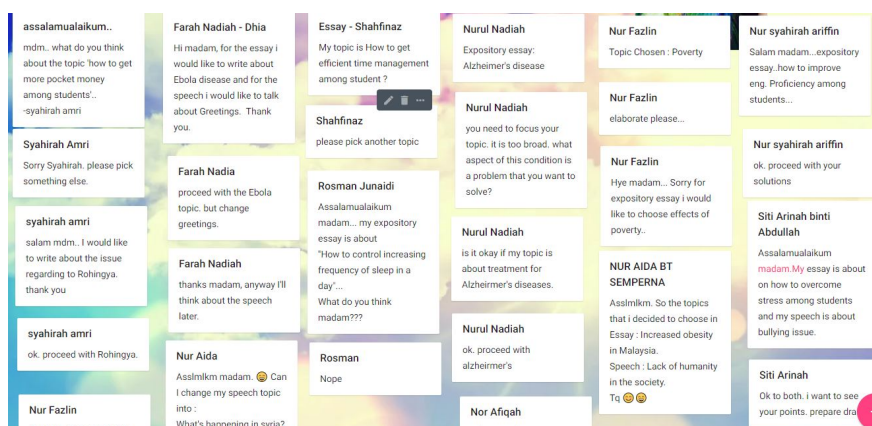 assalamualaikum..
mdm.. what do you think
about the topic 'how to get
more pocket money
among students'..
-syahirah amri
Syahirah Amri
Sorry Syahirah. please pick
something else.
syahirah amri
salam mdm.. I would like
to write about the issue
regarding to Rohingya.
thank you
syahirah amri
ok. proceed with Rohingya.
Nur Fazlin
Farah Nadiah - Dhia
Hi madam, for the essay i
would like to write about
Ebola disease and for the
speech i would like to talk
about Greetings. Thank
you.
Farah Nadia
proceed with the Ebola
topic. but change
greetings.
Farah Nadiah
thanks madam, anyway I'll
think about the speech
later.
Nur Aida
Asslmlkm madam. 😄 Can
I change my speech topic
into :
What's happening in syria?
Essay - Shahfinaz
My topic is How to get
efficient time management
among student ?
Shahfinaz
please pick another topic
Rosman Junaidi
Assalamualaikum
madam... my expository
essay is about
"How to control increasing
frequency of sleep in a
day"...
What do you think
madam???
Rosman
Nope
Nurul Nadiah
Expository essay:
Alzheimer's disease
Nurul Nadiah
you need to focus your
topic. it is too broad. what
aspect of this condition is
a problem that you want to
solve?
Nurul Nadiah
is it okay if my topic is
about treatment for
Alzheirmer's diseases.
Nurul Nadiah
ok. proceed with
alzheimer's
Nor Afiqah
Nur Fazlin
Topic Chosen : Poverty
Nur Fazlin
elaborate please...
Nur Fazlin
Hye madam... Sorry for
expository essay i would
like to choose effects of
poverty..
NUR AIDA BT
SEMPERNA
Asslmlkm. So the topics
that i decided to choose in
Essay : Increased obesity
in Malaysia.
Speech : Lack of humanity
in the society.
Tq 😊😄
Nur syahirah ariffin
Salam madam...expository
essay..how to improve
eng. Proficiency among
students...
Nur syahirah ariffin
ok. proceed with your
solutions
Siti Arinah binti
Abdullah
Assalamualaikum
madam.My essay is about
on how to overcome
stress among students
and my speech is about
bullying issue.
Siti Arinah
Ok to both. i want to see
your points. prepare